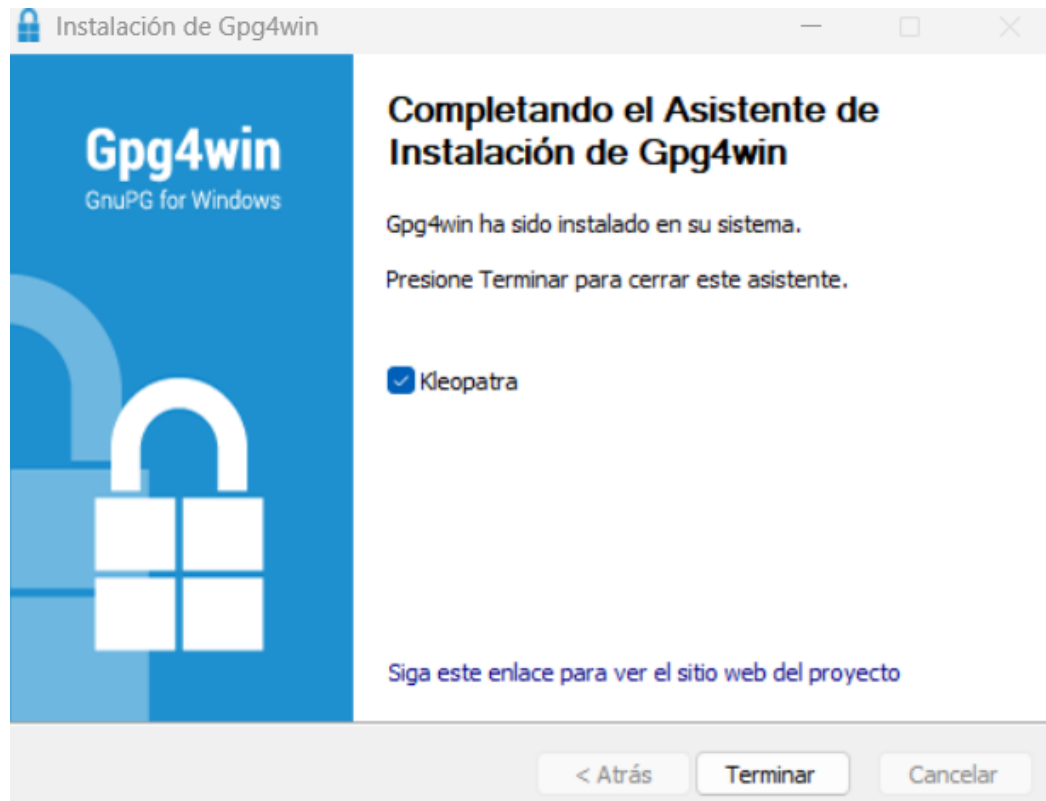 Instalación de Gpg4win
Gpg4win
GnuPG for Windows
Completando el Asistente de
Instalación de Gpg4win
Gpg4win ha sido instalado en su sistema.
Presione Terminar para cerrar este asistente.
Kleopatra
Siga este enlace para ver el sitio web del proyecto
< Atrás
Terminar
Cancelar